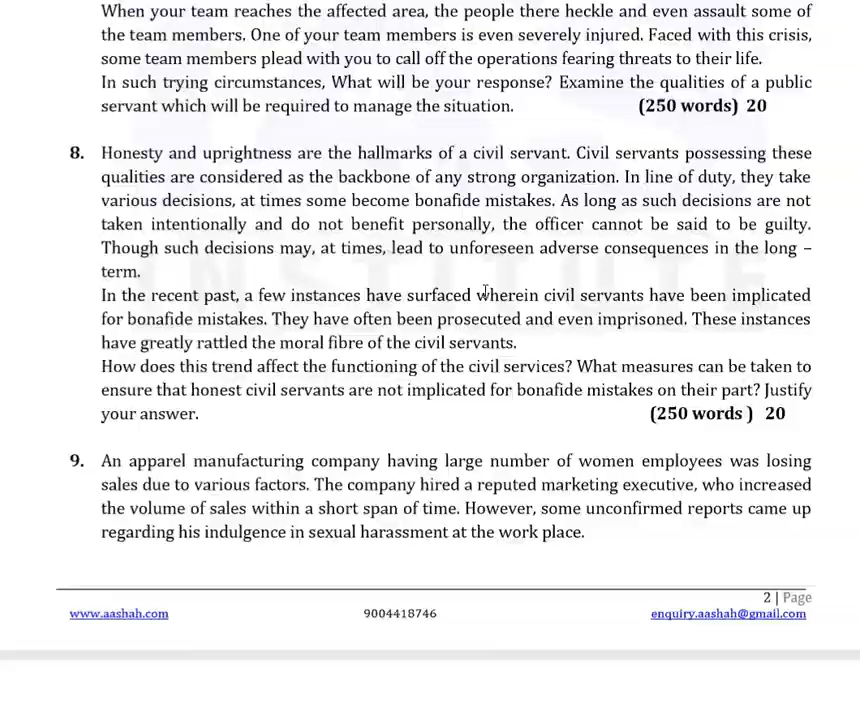 When your team reaches the affected area, the people there heckle and even assault some of
the team members. One of your team members is even severely injured. Faced with this crisis,
some team members plead with you to call off the operations fearing threats to their life.
In such trying circumstances, What will be your response? Examine the qualities of a public
servant which will be required to manage the situation. (250 words) 20
8. Honesty and uprightness are the hallmarks of a civil servant. Civil servants possessing these
qualities are considered as the backbone of any strong organization. In line of duty, they take
various decisions, at times some become bonafide mistakes. As long as such decisions are not
taken intentionally and do not benefit personally, the officer cannot be said to be guilty.
Though such decisions may, at times, lead to unforeseen adverse consequences in the long –
term.
In the recent past, a few instances have surfaced wherein civil servants have been implicated
for bonafide mistakes. They have often been prosecuted and even imprisoned. These instances
have greatly rattled the moral fibre of the civil servants.
How does this trend affect the functioning of the civil services? What measures can be taken to
ensure that honest civil servants are not implicated for bonafide mistakes on their part? Justify
your answer. (250 words ) 20
9. An apparel manufacturing company having large number of women employees was losing
sales due to various factors. The company hired a reputed marketing executive, who increased
the volume of sales within a short span of time. However, some unconfirmed reports came up
regarding his indulgence in sexual harassment at the work place.
2 | Page
www.aashah.com 9004418746 enquiry.aashah@gmail.com
INSTITUTE